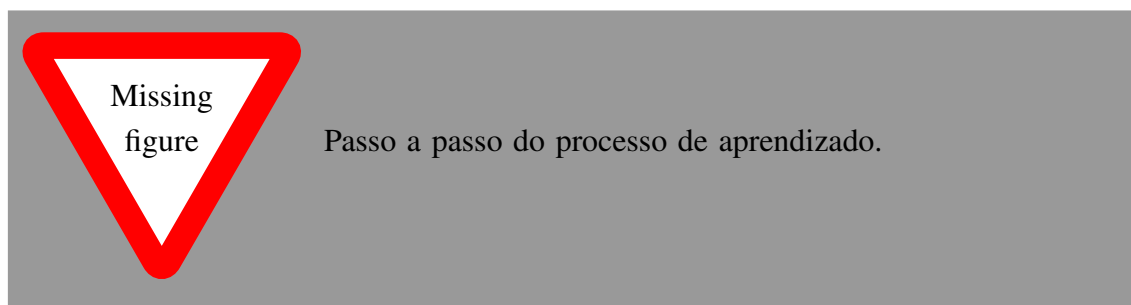 Missing
figure
Passo a passo do processo de aprendizado.